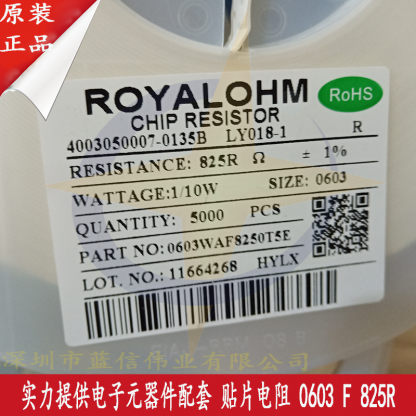 原装
正品
ROYALOHM
RoHS
CHIP RESISTOR
4003050007-0135B LY018-1 R
RESISTANCE: 825R Ω ± 1%
WATTAGE:1/10W SIZE: 0603
QUANTITY: 5000 PCS
PART NO:0603WAF8250T5E
LOT. NO.:11664268 HYLX
深圳市蓝信伟业有限公司
实力提供电子元器件配套 贴片电阻 0603 F 825R